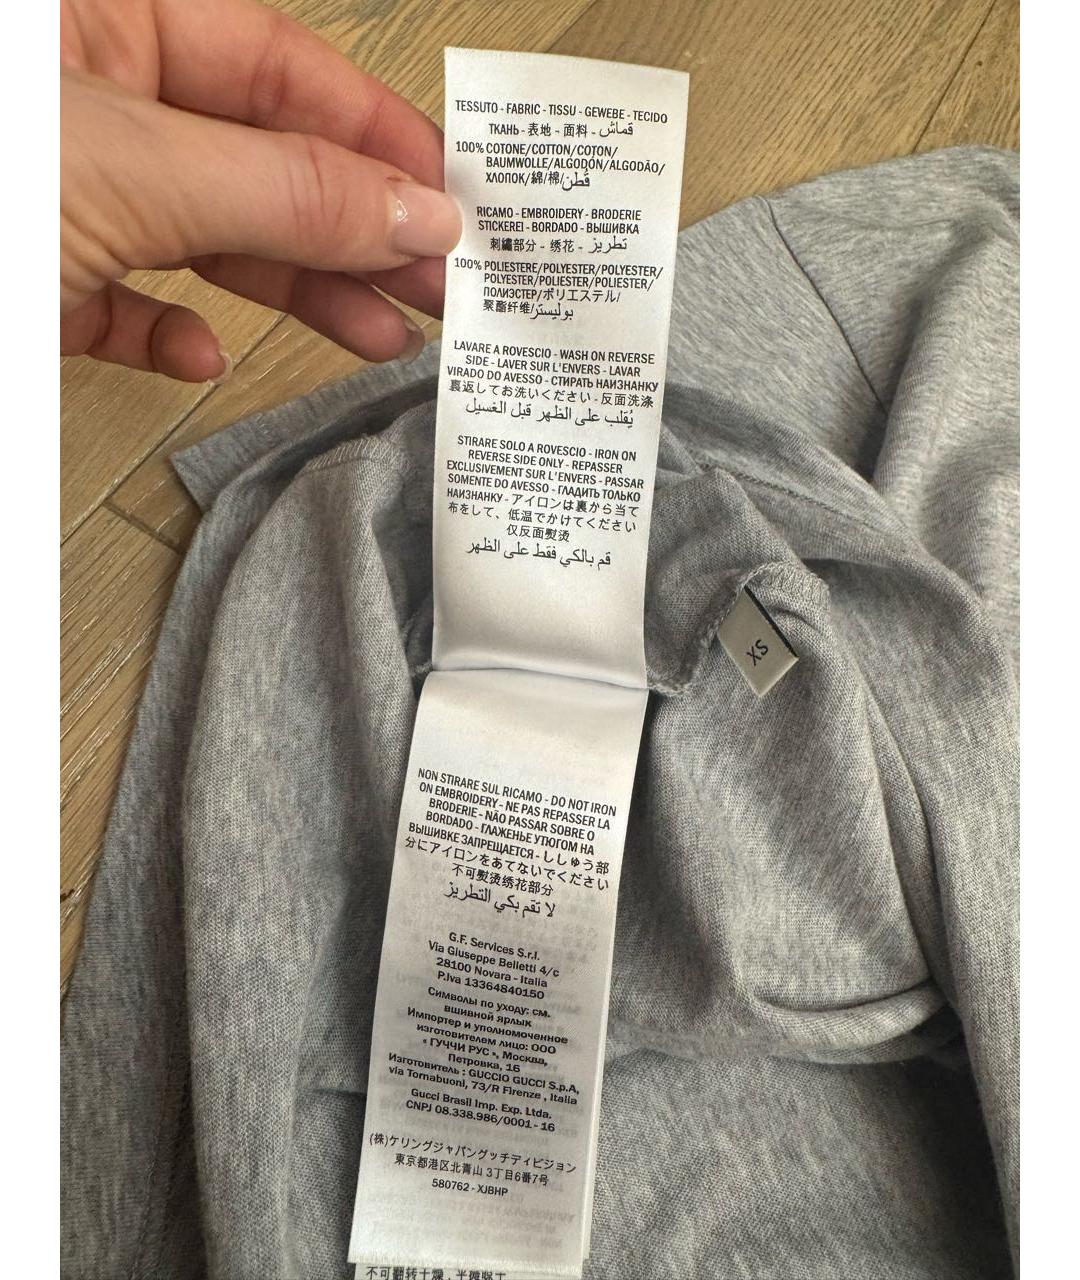 TESSUTO - FABRIC - TISSU - GEWEBE - TECIDO
ТКАНЬ - 表地 - 面料 - قماش
100% COTONE/COTTON/COTON/
BAUMWOLLE/ALGODÓN/ALGODÃO/
ХЛОПОК/綿/棉/قطن
RICAMO - EMBROIDERY - BRODERIE
STICKEREI - BORDADO - ВЫШИВКА
刺繍部分 - 绣花 - تطريز
100% POLIESTERE/POLYESTER/POLYESTER/
POLYESTER/POLIESTER/POLIESTER/
ПОЛИЭСТЕР/ポリエステル/
聚酯纤维/بوليستر
LAVARE A ROVESCIO - WASH ON REVERSE
SIDE - LAVER SUR L'ENVERS - LAVAR
VIRADO DO AVESSO - СТИРАТЬ НАИЗНАНКУ
裏返してお洗いください - 反面洗涤
يُقلب على الظهر قبل الغسيل
STIRARE SOLO A ROVESCIO - IRON ON
REVERSE SIDE ONLY - REPASSER
EXCLUSIVEMENT SUR L'ENVERS - PASSAR
SOMENTE DO AVESSO - ГЛАДИТЬ ТОЛЬКО
НАИЗНАНКУ - アイロンは裏から当て
布をして、低温でかけてください
仅反面熨烫
قم بالكي فقط على الظهر
XS
NON STIRARE SUL RICAMO - DO NOT IRON
ON EMBROIDERY - NE PAS REPASSER LA
BRODERIE - NÃO PASSAR SOBRE O
BORDADO - ГЛАЖЕНЬЕ УТЮГОМ НА
ВЫШИВКЕ ЗАПРЕЩАЕТСЯ - ししゅう部
分にアイロンをあてないでください
不可熨烫绣花部分
لا تقم بكي التطريز
G.F. Services S.r.l.
Via Giuseppe Belletti 4/c
28100 Novara - Italia
P.Iva 13364840150
Символы по уходу: см.
вшивной ярлык
Импортер и уполномоченное
изготовителем лицо: ООО
« ГУЧЧИ РУС », Москва,
Петровка, 16
Изготовитель : GUCCIO GUCCI S.p.A,
via Tornabuoni, 73/R Firenze , Italia
Gucci Brasil Imp. Exp. Ltda.
CNPJ 08.338.986/0001 - 16
(株)ケリングジャパングッチディビジョン
東京都港区北青山 3丁目6番7号
580762 - XJBHP
不可翻转干燥,